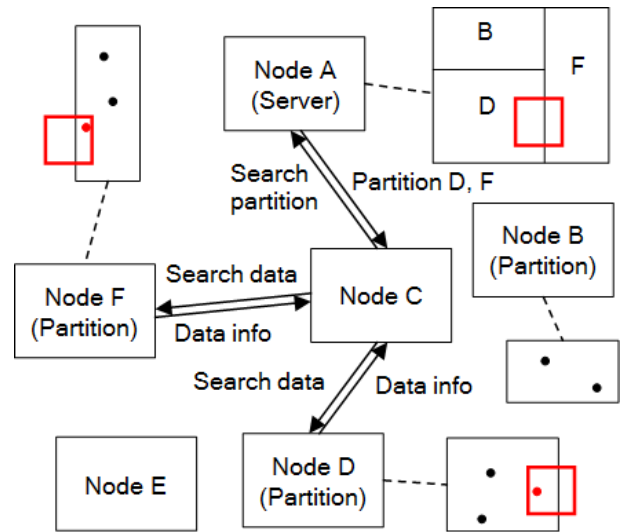 Node A
(Server)
B
F
D
Search
partition
Partition D, F
Node B
(Partition)
Search data
Node C
Node F
(Partition)
Data info
Search data
Data info
Node E
Node D
(Partition)